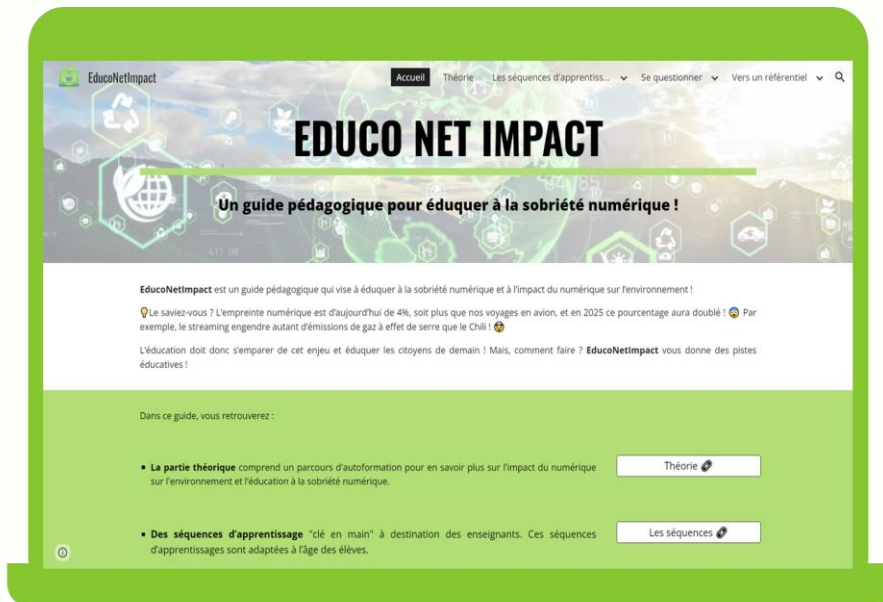 EducoNetImpact
Accueil
Théorie
Les séquences d'apprentiss...
Se questionner
Vers un référentiel
EDUCO NET IMPACT
Un guide pédagogique pour éduquer à la sobriété numérique !
EducoNetImpact est un guide pédagogique qui vise à éduquer à la sobriété numérique et à l'impact du numérique sur l'environnement !
💡Le saviez-vous ? L'empreinte numérique est d'aujourd'hui de 4%, soit plus que nos voyages en avion, et en 2025 ce pourcentage aura doublé ! 😨 Par
exemple, le streaming engendre autant d'émissions de gaz à effet de serre que le Chili ! 🤯
L'éducation doit donc s'emparer de cet enjeu et éduquer les citoyens de demain ! Mais, comment faire ? EducoNetImpact vous donne des pistes
éducatives !
Dans ce guide, vous retrouverez :
▪ La partie théorique comprend un parcours d'autoformation pour en savoir plus sur l'impact du numérique
sur l'environnement et l'éducation à la sobriété numérique.
Théorie 🔗
▪ Des séquences d'apprentissage "clé en main" à destination des enseignants. Ces séquences
d'apprentissages sont adaptées à l'âge des élèves.
Les séquences 🔗